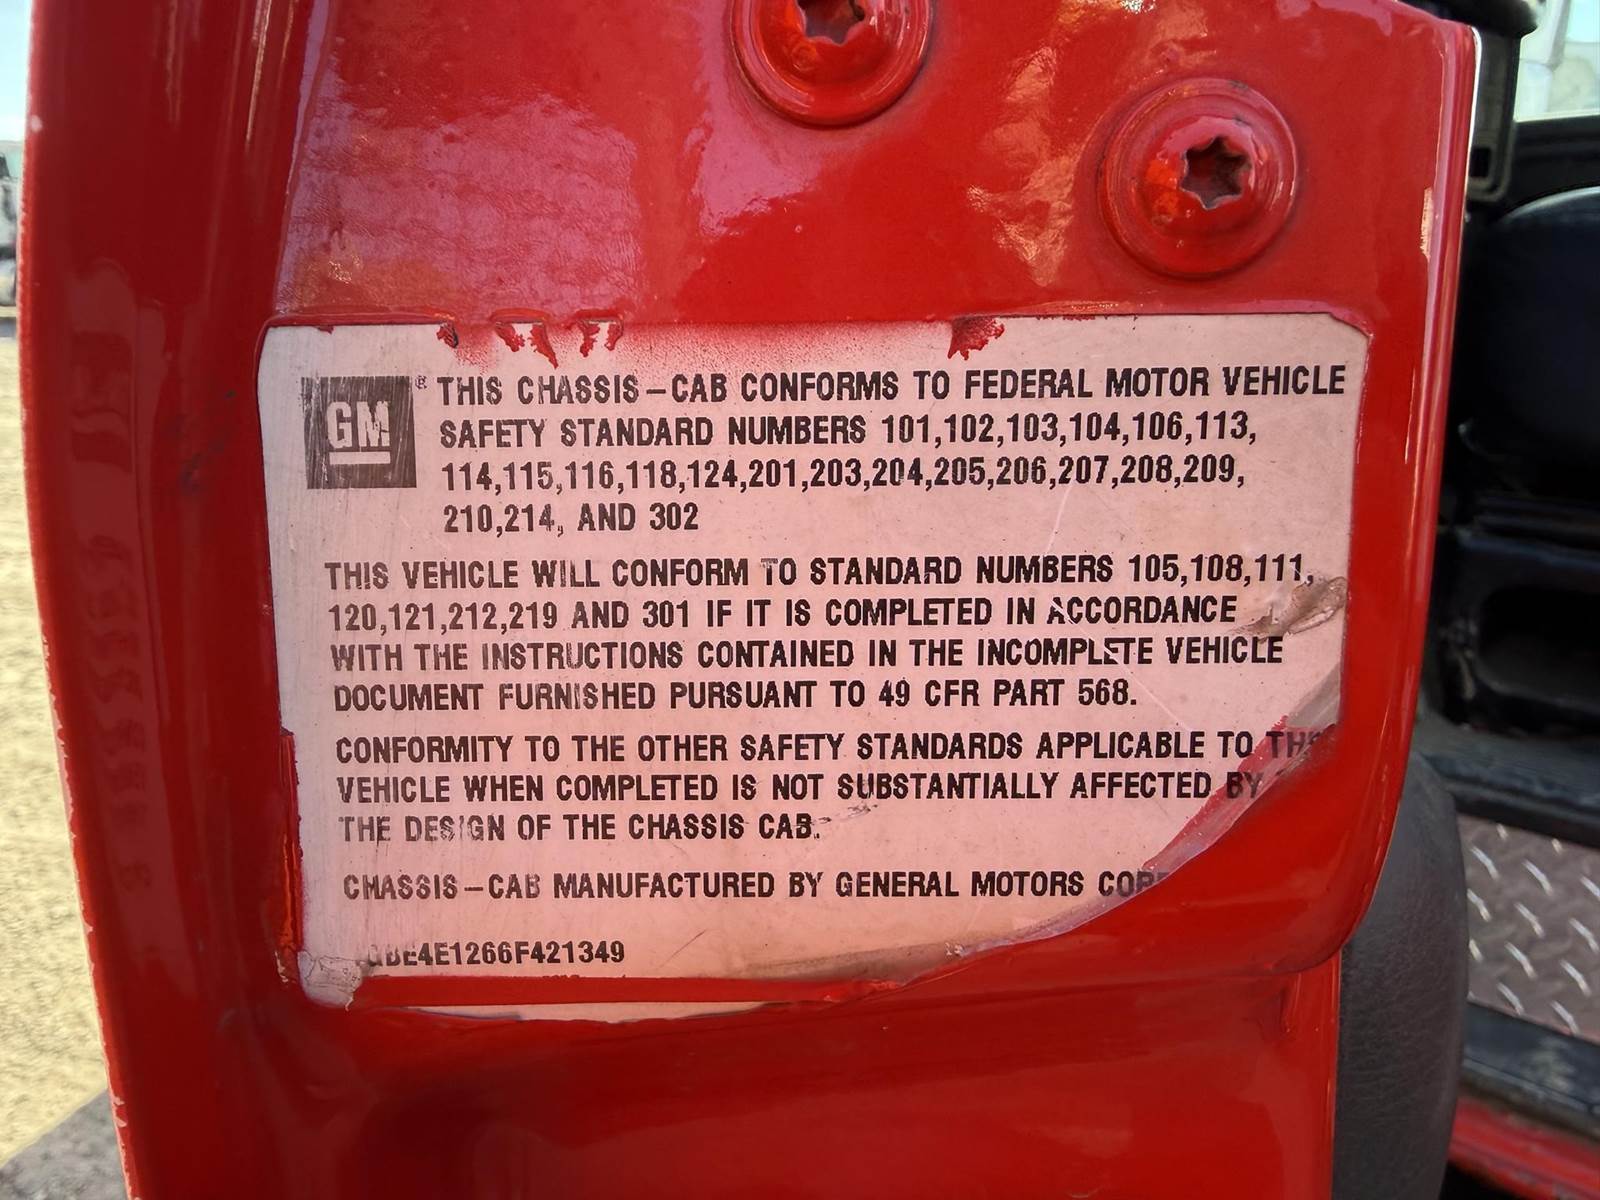 GM ® THIS CHASSIS-CAB CONFORMS TO FEDERAL MOTOR VEHICLE
SAFETY STANDARD NUMBERS 101,102,103,104,106,113,
114,115,116,118,124,201,203,204,205,206,207,208,209,
210,214, AND 302
THIS VEHICLE WILL CONFORM TO STANDARD NUMBERS 105,108,111,
120,121,212,219 AND 301 IF IT IS COMPLETED IN ACCORDANCE
WITH THE INSTRUCTIONS CONTAINED IN THE INCOMPLETE VEHICLE
DOCUMENT FURNISHED PURSUANT TO 49 CFR PART 568.
CONFORMITY TO THE OTHER SAFETY STANDARDS APPLICABLE TO
VEHICLE WHEN COMPLETED IS NOT SUBSTANTIALLY AFFECTED BY
THE DESIGN OF THE CHASSIS CAB.
CHASSIS-CAB MANUFACTURED BY GENERAL MOTORS